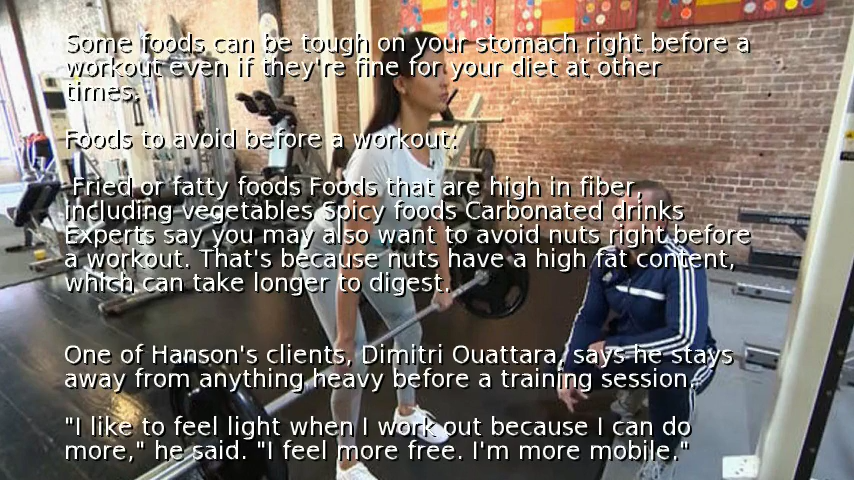 Some foods can be tough on your stomach right before a
workout even if they're fine for your diet at other
times.
Foods to avoid before a workout:
Fried or fatty foods Foods that are high in fiber,
including vegetables Spicy foods Carbonated drinks
Experts say you may also want to avoid nuts right before
a workout. That's because nuts have a high fat content,
which can take longer to digest.
One of Hanson's clients, Dimitri Ouattara, says he stays
away from anything heavy before a training session.
"I like to feel light when I work out because I can do
more," he said. "I feel more free. I'm more mobile."